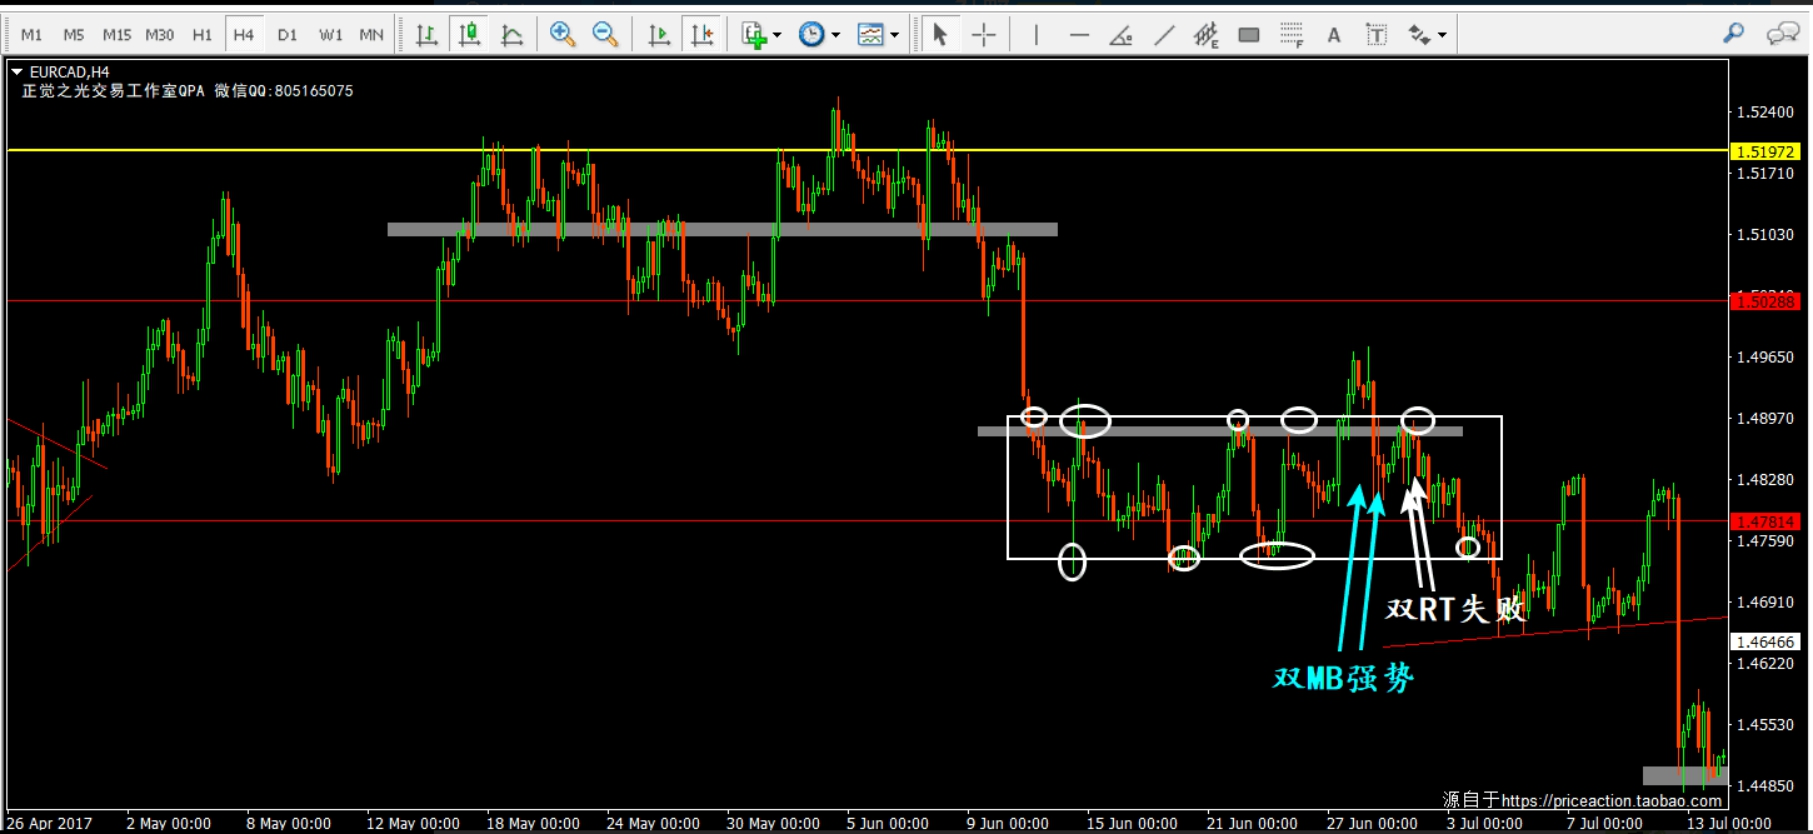 M1 M5 M15 M30 H1 H4 D1 W1 MN
E F A T
EURCAD,H4
正觉之光交易工作室QPA 微信QQ:805165075
1.52400
1.51972
1.51710
1.51030
1.50288
1.49650
1.48970
1.48280
1.47814
1.47590
1.46910
双RT失败
1.46466
1.46220
双MB强势
1.45530
1.44850
源自于https://priceaction.taobao.com
26 Apr 2017 2 May 00:00 8 May 00:00 12 May 00:00 18 May 00:00 24 May 00:00 30 May 00:00 5 Jun 00:00 9 Jun 00:00 15 Jun 00:00 21 Jun 00:00 27 Jun 00:00 3 Jul 00:00 7 Jul 00:00 13 Jul 00:00